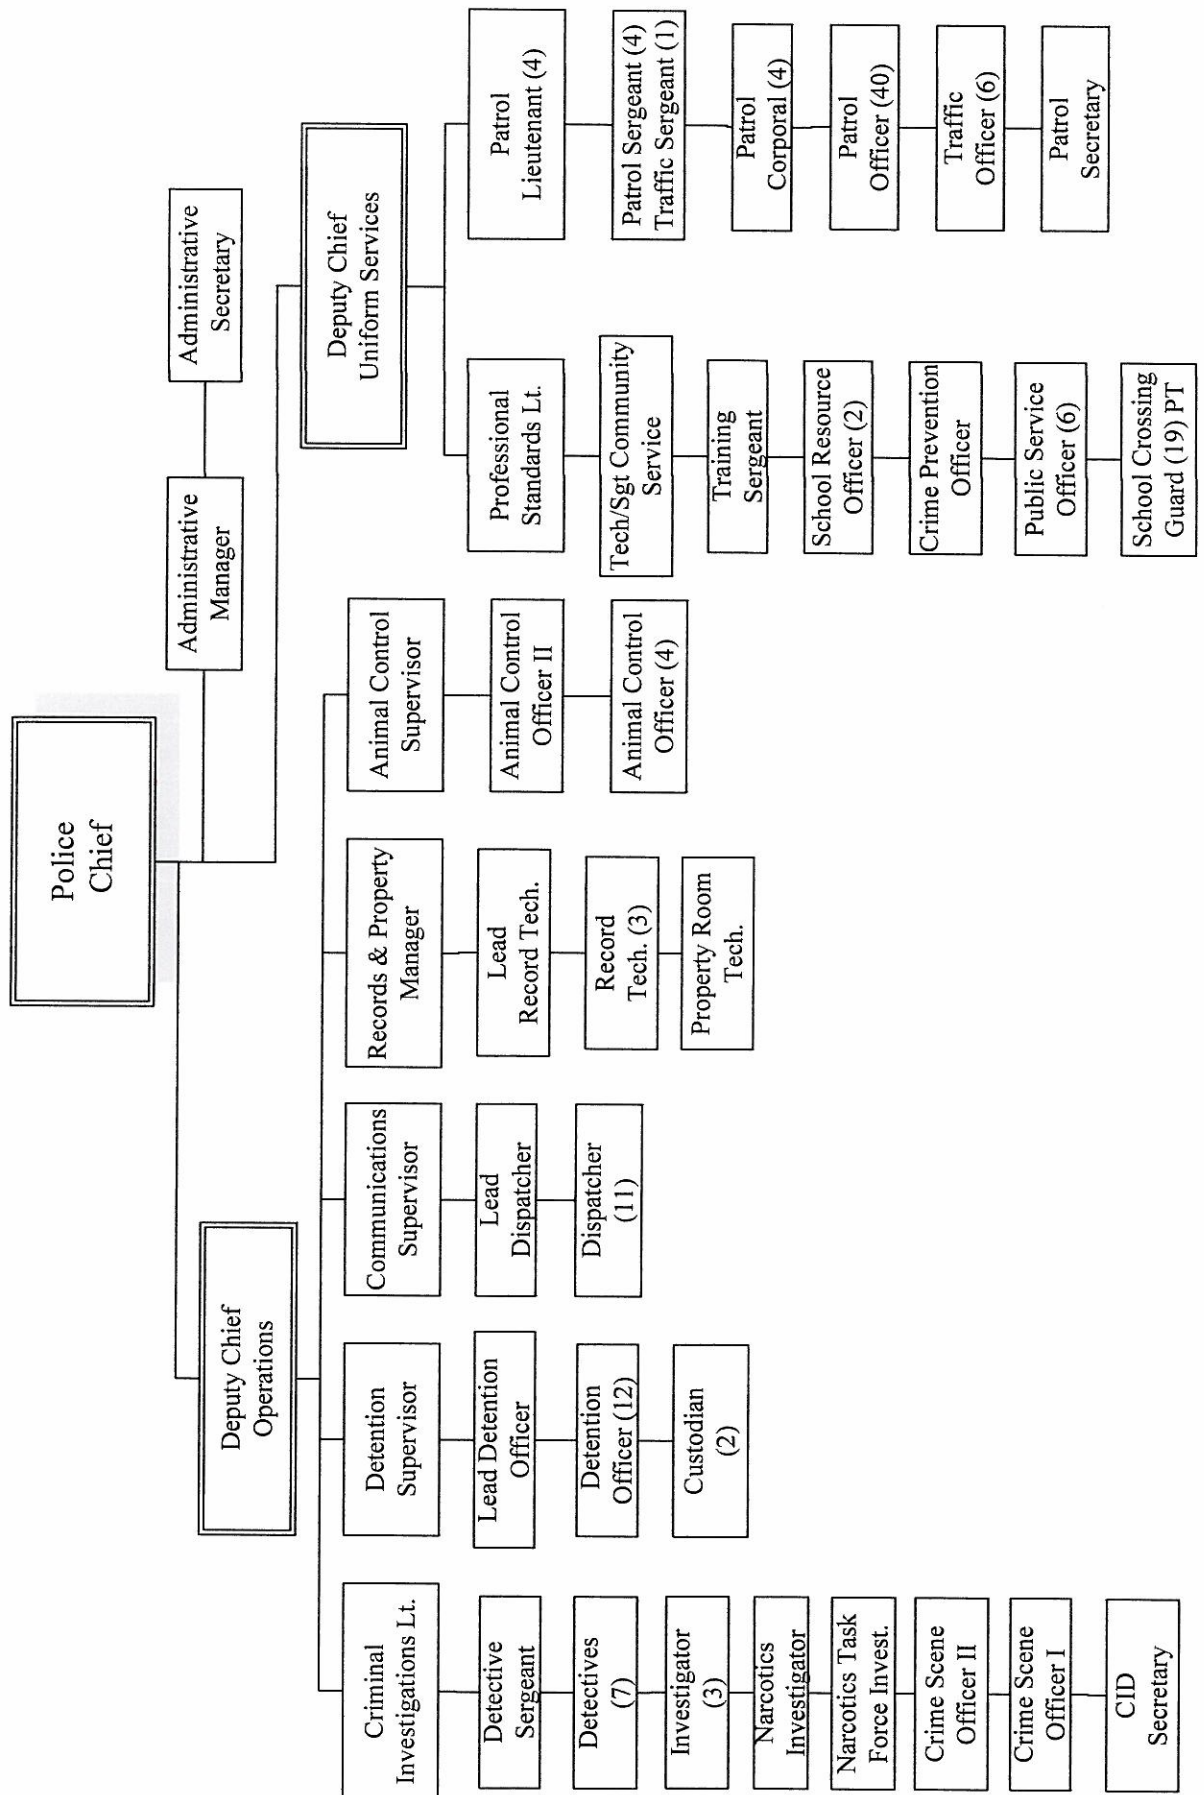 Police
Chief
Administrative
Manager
Administrative
Secretary
Deputy Chief
Operations
Deputy Chief
Uniform Services
Criminal
Investigations Lt.
Detective
Sergeant
Detectives
(7)
Investigator
(3)
Narcotics
Investigator
Narcotics Task
Force Invest.
Crime Scene
Officer II
Crime Scene
Officer I
CID
Secretary
Detention
Supervisor
Lead Detention
Officer
Detention
Officer (12)
Custodian
(2)
Communications
Supervisor
Lead
Dispatcher
Dispatcher
(11)
Records & Property
Manager
Lead
Record Tech.
Record
Tech. (3)
Property Room
Tech.
Animal Control
Supervisor
Animal Control
Officer II
Animal Control
Officer (4)
Professional
Standards Lt.
Tech/Sgt Community
Service
Training
Sergeant
School Resource
Officer (2)
Crime Prevention
Officer
Public Service
Officer (6)
School Crossing
Guard (19) PT
Patrol
Lieutenant (4)
Patrol Sergeant (4)
Traffic Sergeant (1)
Patrol
Corporal (4)
Patrol
Officer (40)
Traffic
Officer (6)
Patrol
Secretary